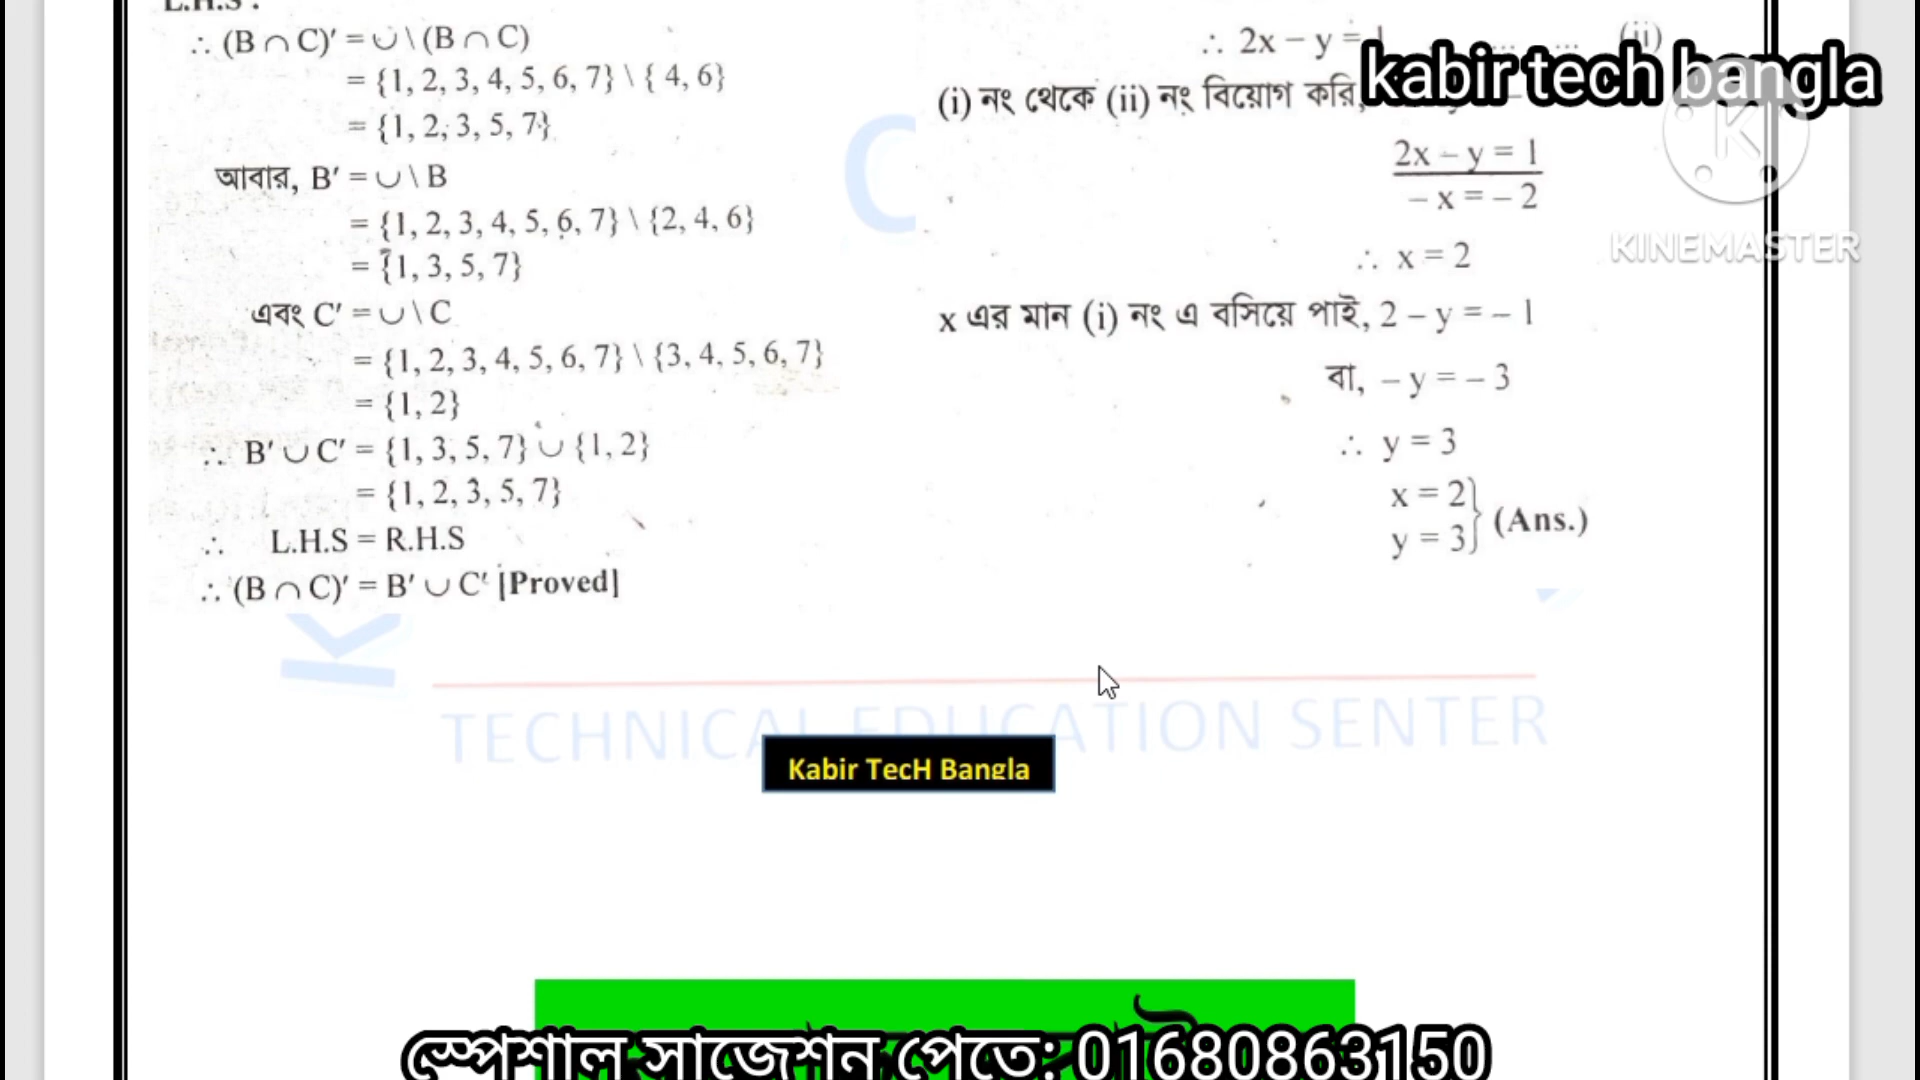 L.H.S :
∴ (B ∩ C)′ = ∪ \ (B ∩ C)
= {1, 2, 3, 4, 5, 6, 7} \ { 4, 6}
= {1, 2, 3, 5, 7}
আবার, B′ = ∪ \ B
= {1, 2, 3, 4, 5, 6, 7} \ {2, 4, 6}
= {1, 3, 5, 7}
এবং C′ = ∪ \ C
= {1, 2, 3, 4, 5, 6, 7} \ {3, 4, 5, 6, 7}
= {1, 2}
∴ B′ ∪ C′ = {1, 3, 5, 7} ∪ {1, 2}
= {1, 2, 3, 5, 7}
∴ L.H.S = R.H.S
∴ (B ∩ C)′ = B′ ∪ C′ [Proved]
∴ 2x – y = 1 ... ... (ii)
(i) নং থেকে (ii) নং বিয়োগ করি,
2x – y = 1
– x = – 2
∴ x = 2
x এর মান (i) নং এ বসিয়ে পাই, 2 – y = – 1
বা, – y = – 3
∴ y = 3
x = 2
y = 3} (Ans.)
kabir tech bangla
K
KINEMASTER
TECHNICAL EDUCATION SENTER
Kabir TecH Bangla
স্পেশাল সাজেশন পেতে: 01680863150